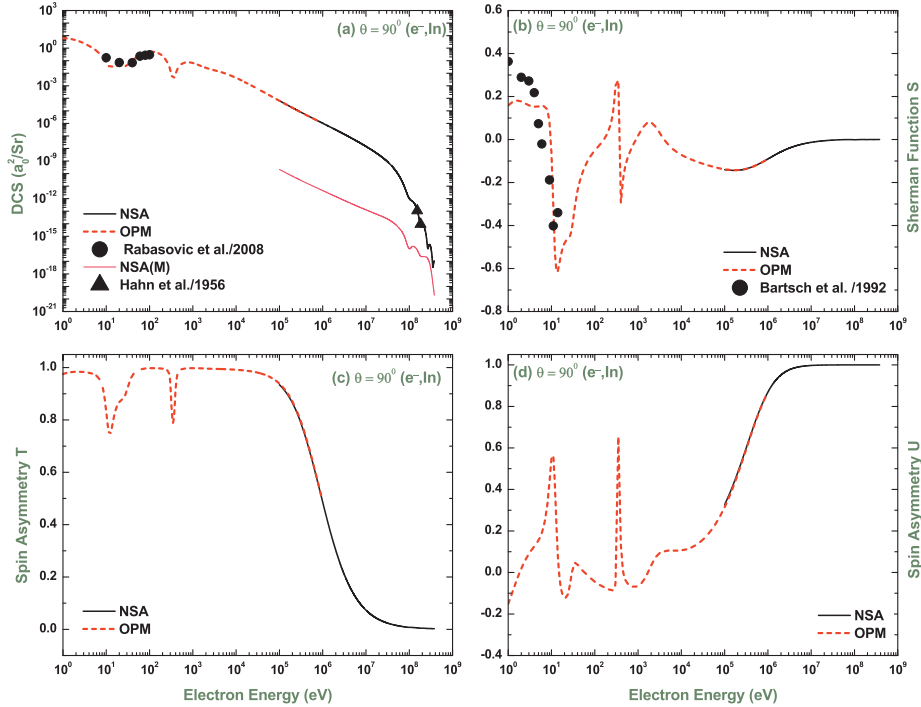 (a) θ = 90⁰ (e⁻,In)
10³
10⁰
10⁻³
10⁻⁶
10⁻⁹
10⁻¹²
10⁻¹⁵
10⁻¹⁸
10⁻²¹
DCS (a₀²/Sr)
NSA
OPM
Rabasovic et al./2008
NSA(M)
Hahn et al./1956
10⁰ 10¹ 10² 10³ 10⁴ 10⁵ 10⁶ 10⁷ 10⁸ 10⁹
(b) θ = 90⁰ (e⁻,In)
0.6
0.4
0.2
0.0
-0.2
-0.4
-0.6
-0.8
Sherman Function S
NSA
OPM
Bartsch et al. /1992
10⁰ 10¹ 10² 10³ 10⁴ 10⁵ 10⁶ 10⁷ 10⁸ 10⁹
(c) θ = 90⁰ (e⁻,In)
1.0
0.8
0.6
0.4
0.2
0.0
Spin Asymmetry T
NSA
OPM
10⁰ 10¹ 10² 10³ 10⁴ 10⁵ 10⁶ 10⁷ 10⁸ 10⁹
Electron Energy (eV)
(d) θ = 90⁰ (e⁻,In)
1.0
0.8
0.6
0.4
0.2
0.0
-0.2
-0.4
Spin Asymmetry U
NSA
OPM
10⁰ 10¹ 10² 10³ 10⁴ 10⁵ 10⁶ 10⁷ 10⁸ 10⁹
Electron Energy (eV)